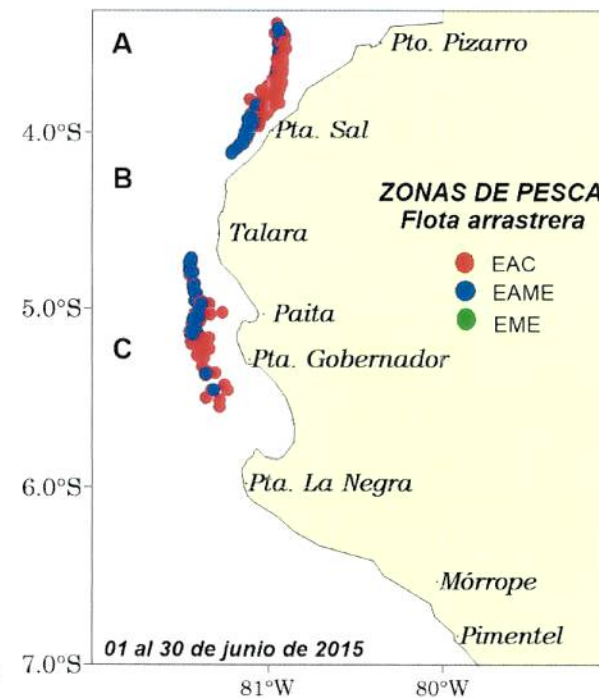 A
Pto. Pizarro
4.0°S
Pta. Sal
B
ZONAS DE PESCA
Flota arrastrera
Talara
EAC
EAME
EME
5.0°S
Paita
C
Pta. Gobernador
6.0°S
Pta. La Negra
Mórrope
Pimentel
01 al 30 de junio de 2015
7.0°S
81°W
80°W